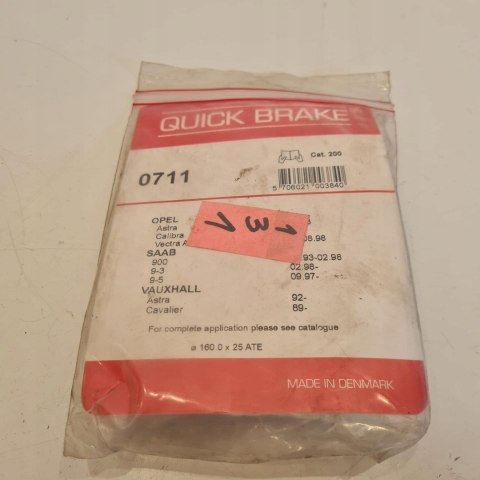 QUICK BRAKE
Cat. 200
0711
5 706021 003840
OPEL
Astra
Calibra 08.98
Vectra A
SAAB
900 93-02.98
9-3 02.98-
9-5 09.97-
VAUXHALL
Astra 92-
Cavalier 89-
131
For complete application please see catalogue
ø 160.0 x 25 ATE
MADE IN DENMARK